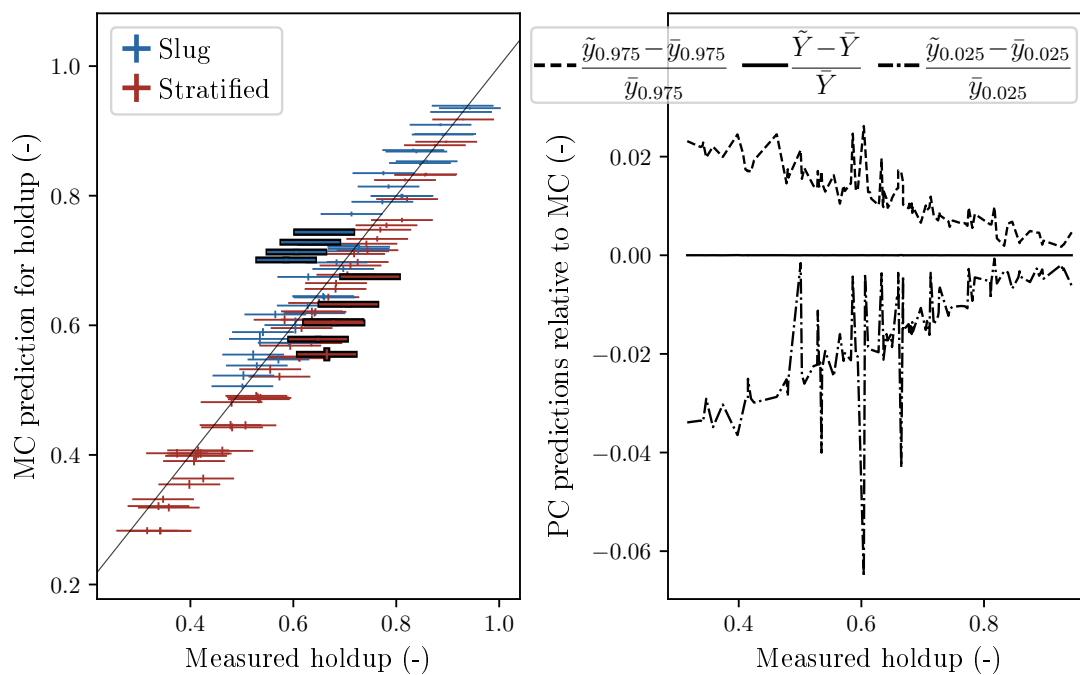 Slug
Stratified
MC prediction for holdup (-)
1.0
0.8
0.6
0.4
0.2
0.4
0.6
0.8
1.0
Measured holdup (-)
ỹ0.975−ȳ0.975
ȳ0.975
Ỹ−Ȳ
Ȳ
ỹ0.025−ȳ0.025
ȳ0.025
PC predictions relative to MC (-)
0.02
0.00
−0.02
−0.04
−0.06
0.4
0.6
0.8
Measured holdup (-)